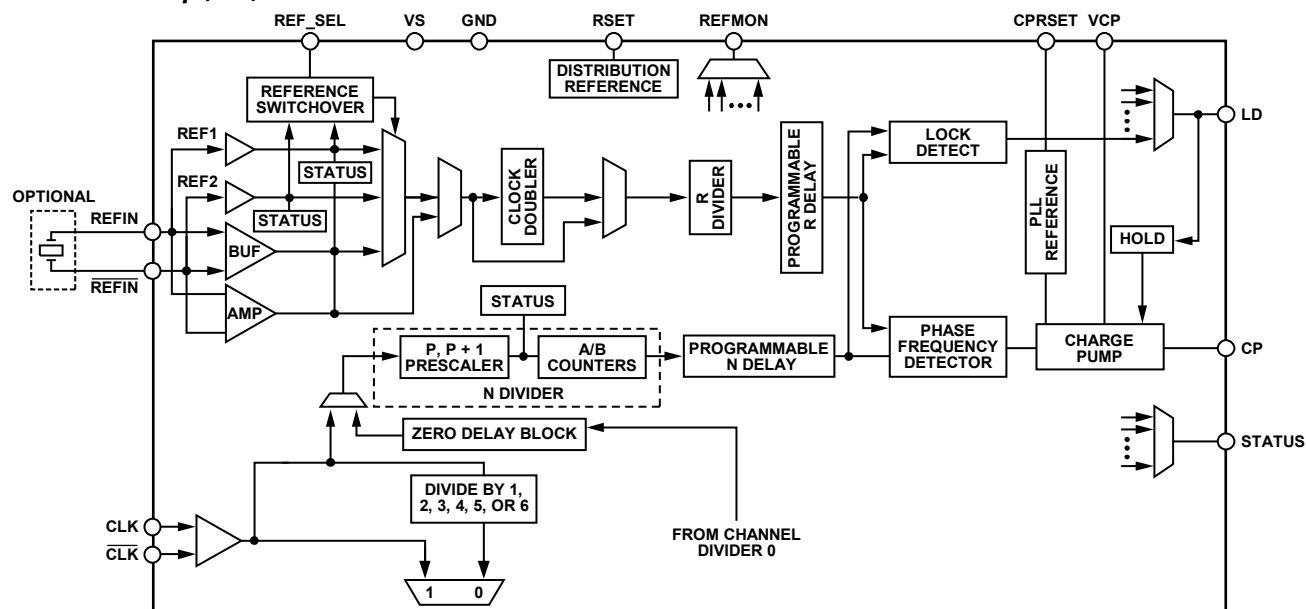 REF_SEL
VS
GND
RSET
REFMON
CPRSET
VCP
DISTRIBUTION
REFERENCE
REFERENCE
SWITCHOVER
LD
REF1
STATUS
LOCK
DETECT
OPTIONAL
REF2
STATUS
CLOCK
DOUBLER
R
DIVIDER
PROGRAMMABLE
R DELAY
PLL
REFERENCE
REFIN
BUF
HOLD
REFIN
AMP
STATUS
P, P + 1
PRESCALER
A/B
COUNTERS
N DIVIDER
PROGRAMMABLE
N DELAY
PHASE
FREQUENCY
DETECTOR
CHARGE
PUMP
CP
ZERO DELAY BLOCK
STATUS
DIVIDE BY 1,
2, 3, 4, 5, OR 6
CLK
CLK
FROM CHANNEL
DIVIDER 0
1 0